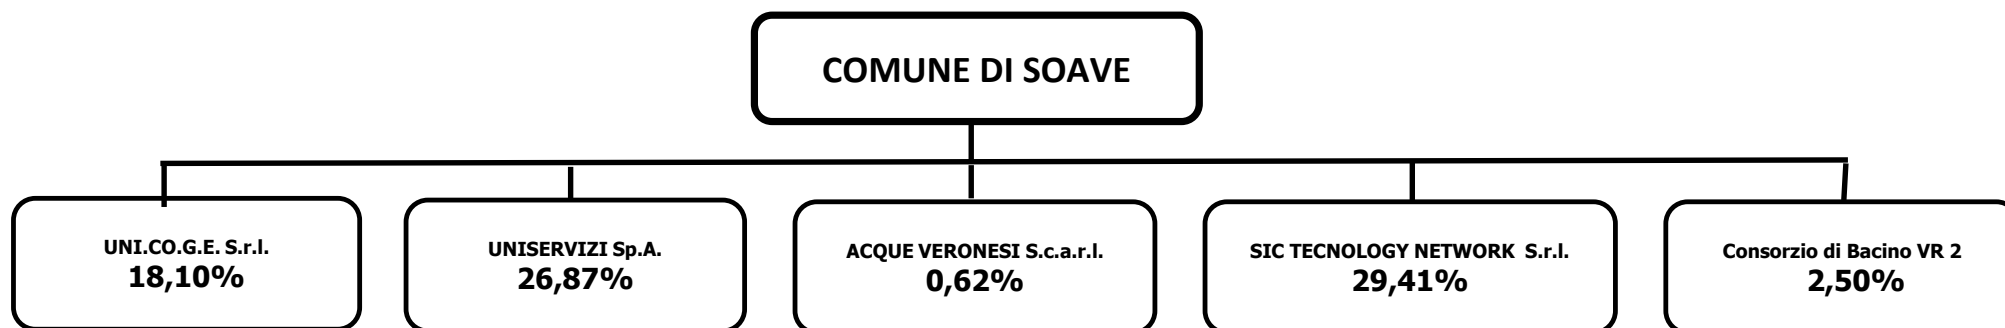 COMUNE DI SOAVE
UNI.CO.G.E. S.r.l.
18,10%
UNISERVIZI Sp.A.
26,87%
ACQUE VERONESI S.c.a.r.l.
0,62%
SIC TECNOLOGY NETWORK S.r.l.
29,41%
Consorzio di Bacino VR 2
2,50%